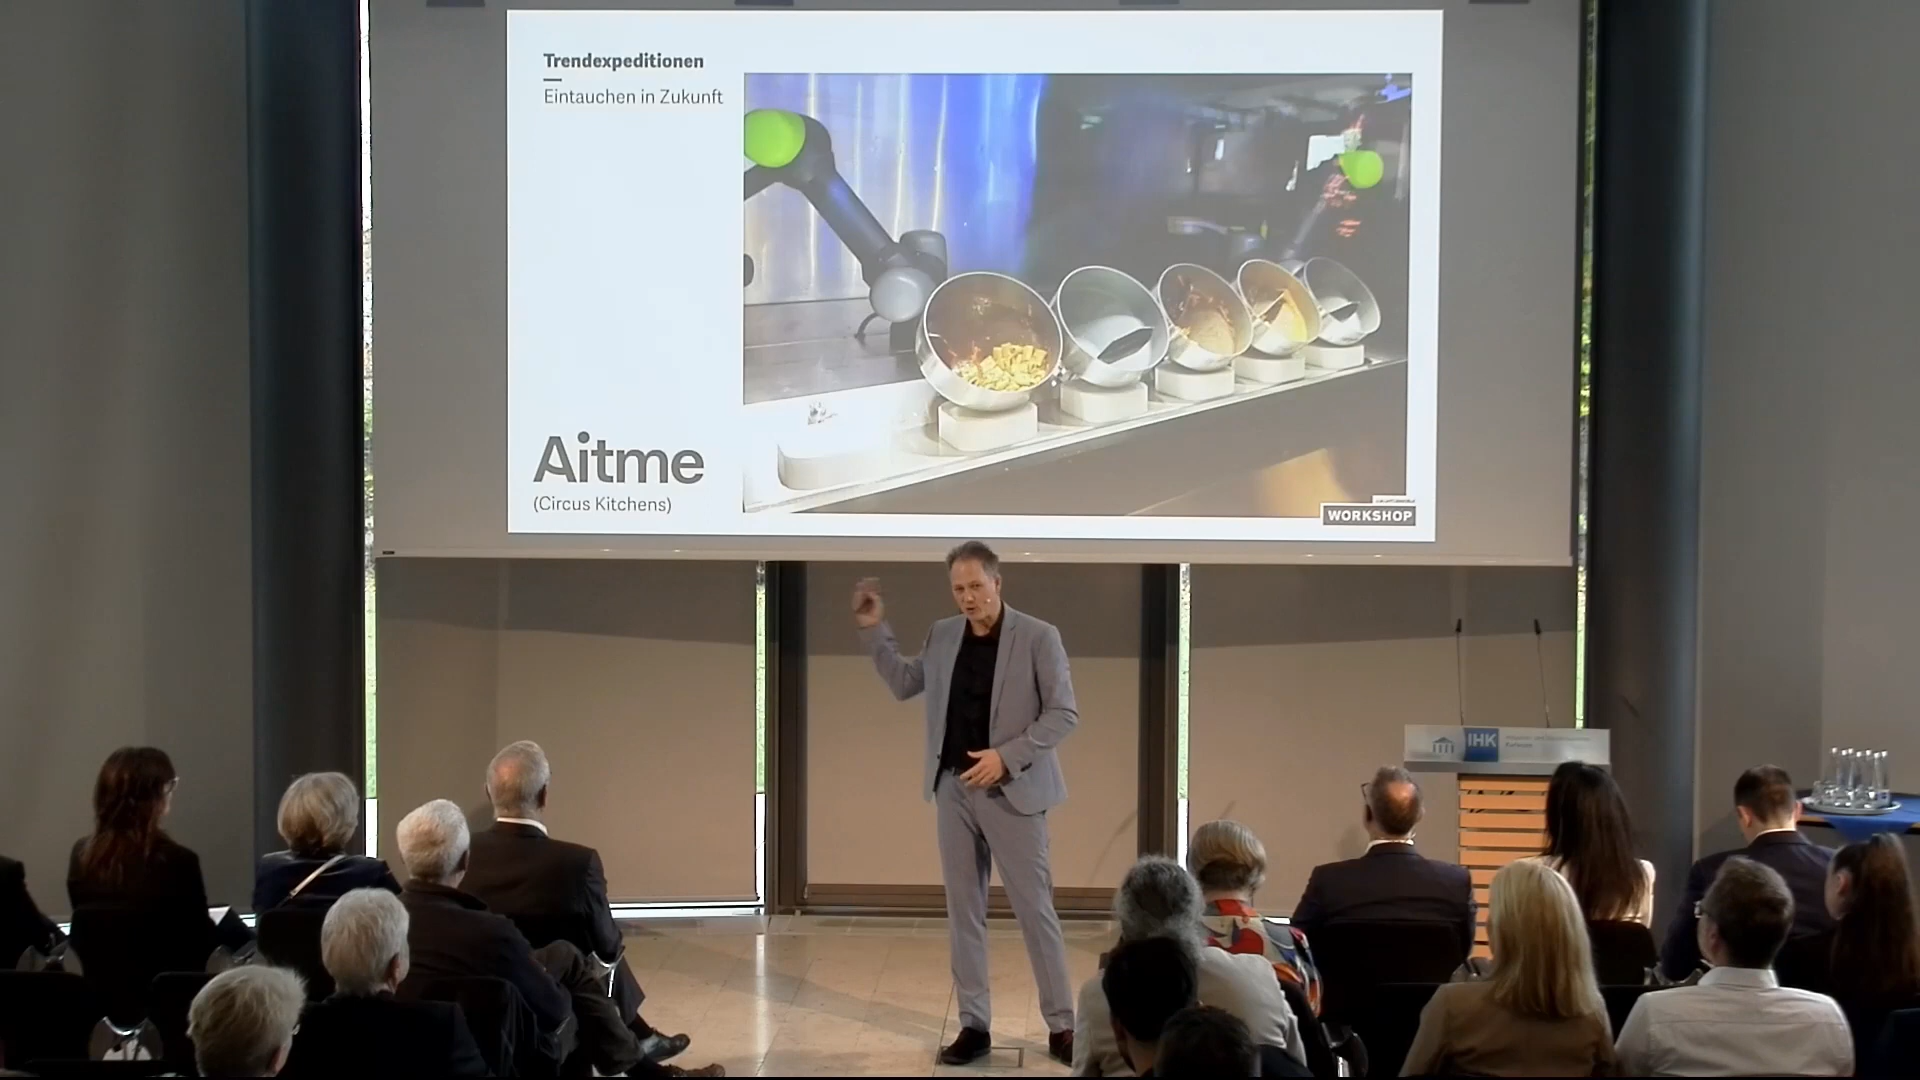 Trendexpeditionen
Eintauchen in Zukunft
Aitme
(Circus Kitchens)
WORKSHOP
IHK